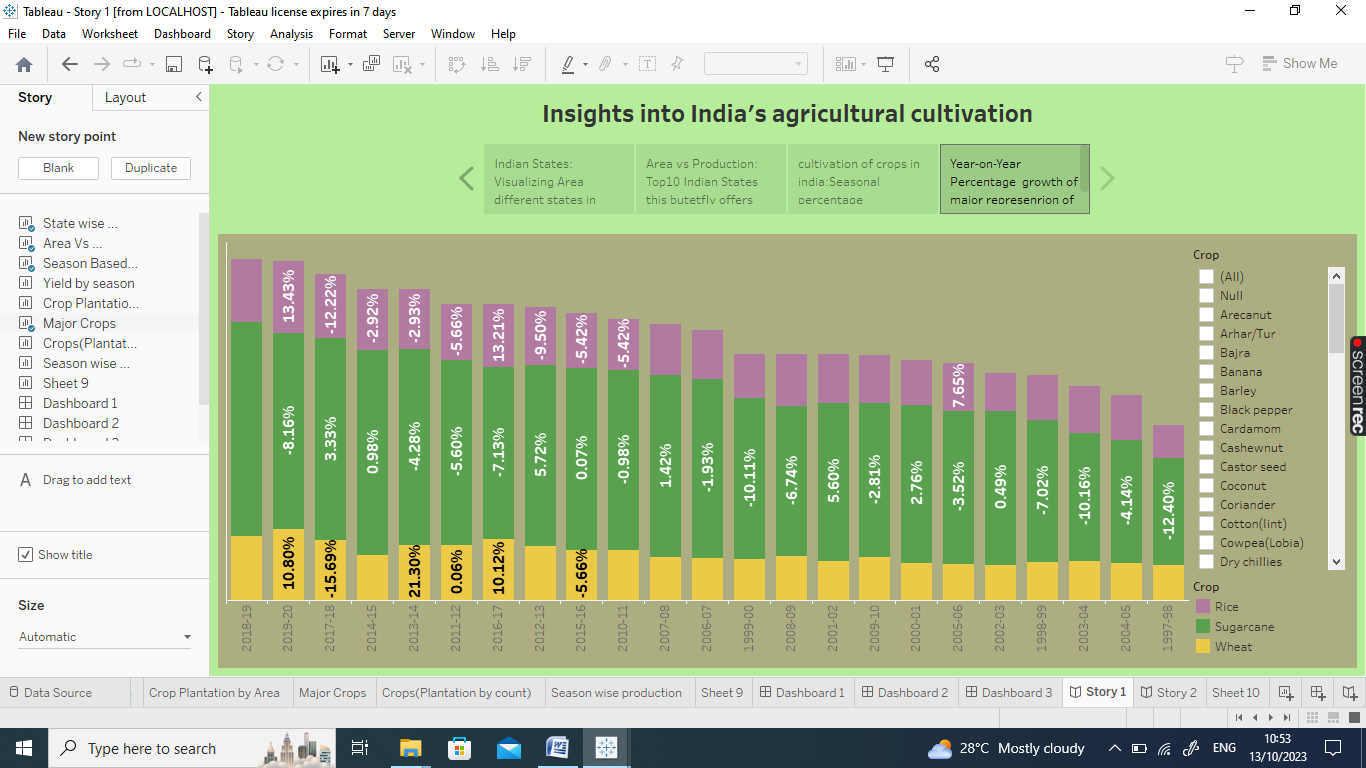 Tableau - Story 1 [from LOCALHOST] - Tableau license expires in 7 days
File Data Worksheet Dashboard Story Analysis Format Server Window Help
Show Me
Story Layout
New story point
Blank Duplicate
State wise ...
Area Vs ...
Season Based...
Yield by season
Crop Plantatio...
Major Crops
Crops(Plantat...
Season wise ...
Sheet 9
Dashboard 1
Dashboard 2
A Drag to add text
Show title
Size
Automatic
Insights into India's agricultural cultivation
Indian States:
Visualizing Area
different states in
Area vs Production:
Top10 Indian States
this butetfly offers
cultivation of crops in
india:Seasonal
percentage
Year-on-Year
Percentage growth of
major represenrion of
13.43% -12.22% -2.92% -2.93% -5.66% 13.21% -9.50% -5.42% -5.42% 7.65%
-8.16% 3.33% 0.98% -4.28% -5.60% -7.13% 5.72% 0.07% -0.98% 1.42% -1.93% -10.11% -6.74% 5.60% -2.81% 2.76% -3.52% 0.49% -7.02% -10.16% -4.14% -12.40%
10.80% -15.69% 21.30% 0.06% 10.12% -5.66%
2018-19 2019-20 2017-18 2014-15 2013-14 2011-12 2016-17 2012-13 2015-16 2010-11 2007-08 2006-07 1999-00 2008-09 2001-02 2009-10 2000-01 2005-06 2002-03 1998-99 2003-04 2004-05 1997-98
Crop
(All)
Null
Arecanut
Arhar/Tur
Bajra
Banana
Barley
Black pepper
Cardamom
Cashewnut
Castor seed
Coconut
Coriander
Cotton(lint)
Cowpea(Lobia)
Dry chillies
Crop
Rice
Sugarcane
Wheat
screenrec
Data Source Crop Plantation by Area Major Crops Crops(Plantation by count) Season wise production Sheet 9 Dashboard 1 Dashboard 2 Dashboard 3 Story 1 Story 2 Sheet 10
Type here to search
28°C Mostly cloudy
ENG
10:53
13/10/2023